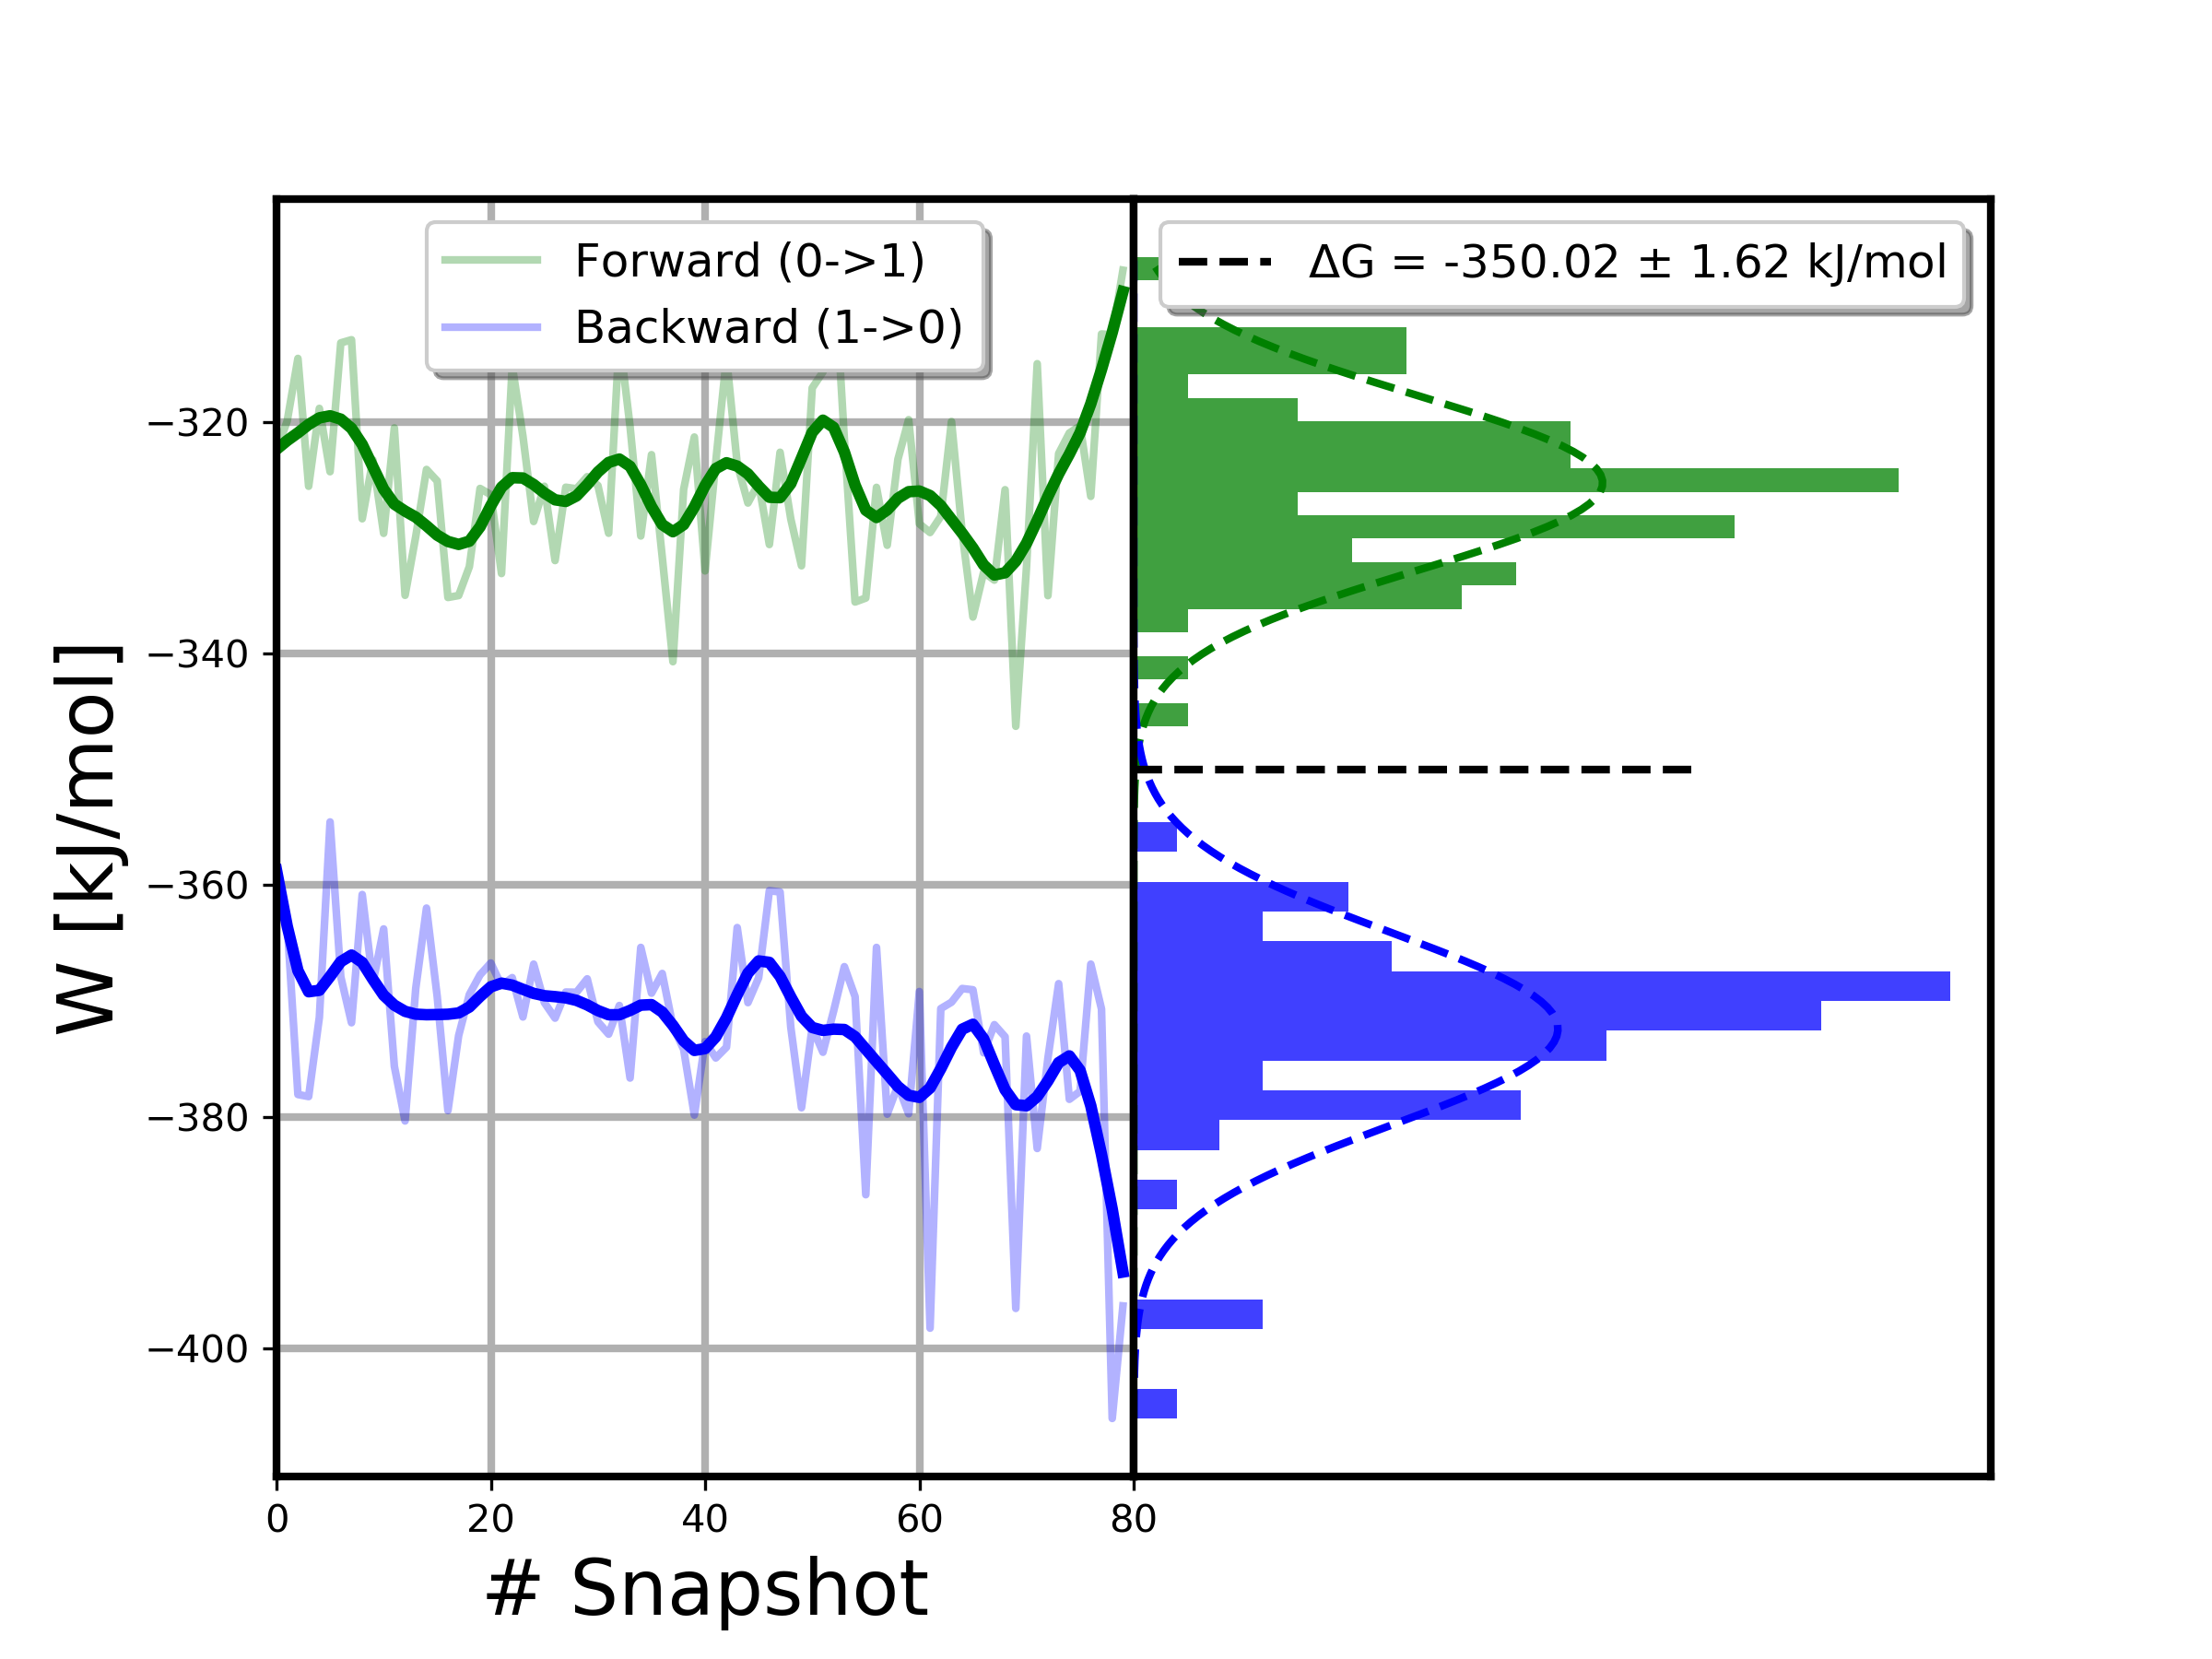 Forward (0->1)
Backward (1->0)
ΔG = -350.02 ± 1.62 kJ/mol
W [kJ/mol]
−320
−340
−360
−380
−400
0 20 40 60 80
# Snapshot